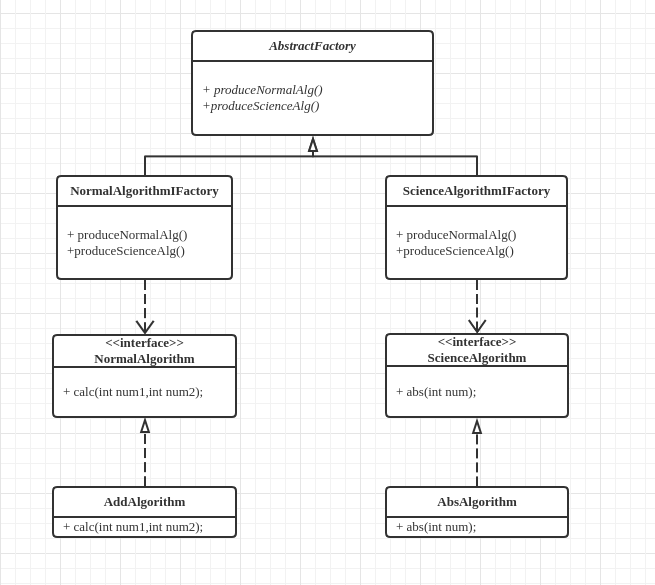 AbstractFactory
+ produceNormalAlg()
+produceScienceAlg()
NormalAlgorithmIFactory
+ produceNormalAlg()
+produceScienceAlg()
ScienceAlgorithmIFactory
+ produceNormalAlg()
+produceScienceAlg()
<<interface>>
NormalAlgorithm
+ calc(int num1,int num2);
<<interface>>
ScienceAlgorithm
+ abs(int num);
AddAlgorithm
+ calc(int num1,int num2);
AbsAlgorithm
+ abs(int num);